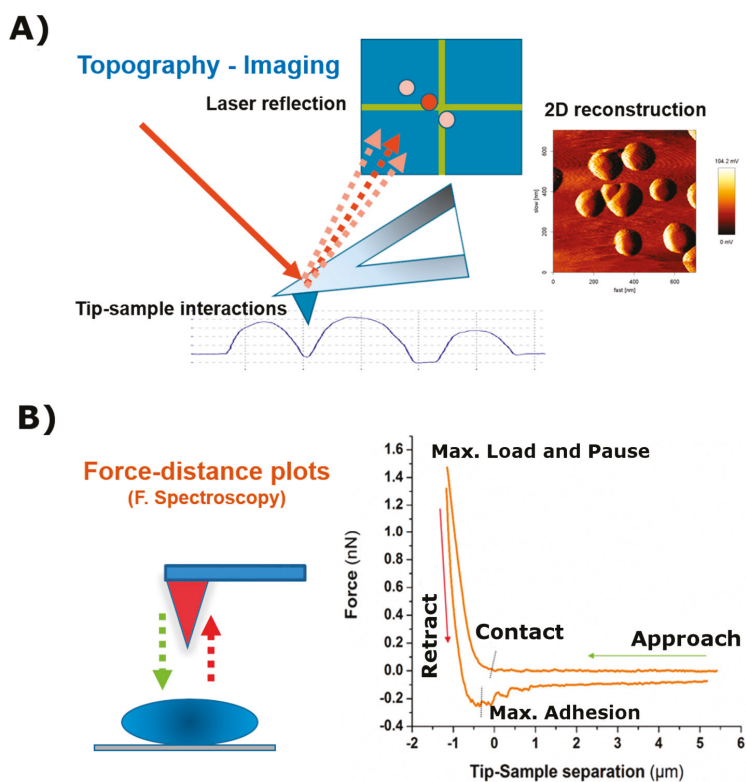 A)
Topography - Imaging
Laser reflection
2D reconstruction
Tip-sample interactions
slow [nm]
600
400
200
0
0
200
400
600
fast [nm]
104.2 mV
0 mV
B)
Force-distance plots
(F. Spectroscopy)
Max. Load and Pause
Retract
Contact
Approach
Max. Adhesion
Force (nN)
1.6
1.4
1.2
1.0
0.8
0.6
0.4
0.2
0.0
-0.2
-0.4
-2
-1
0
1
2
3
4
5
6
Tip-Sample separation (μm)